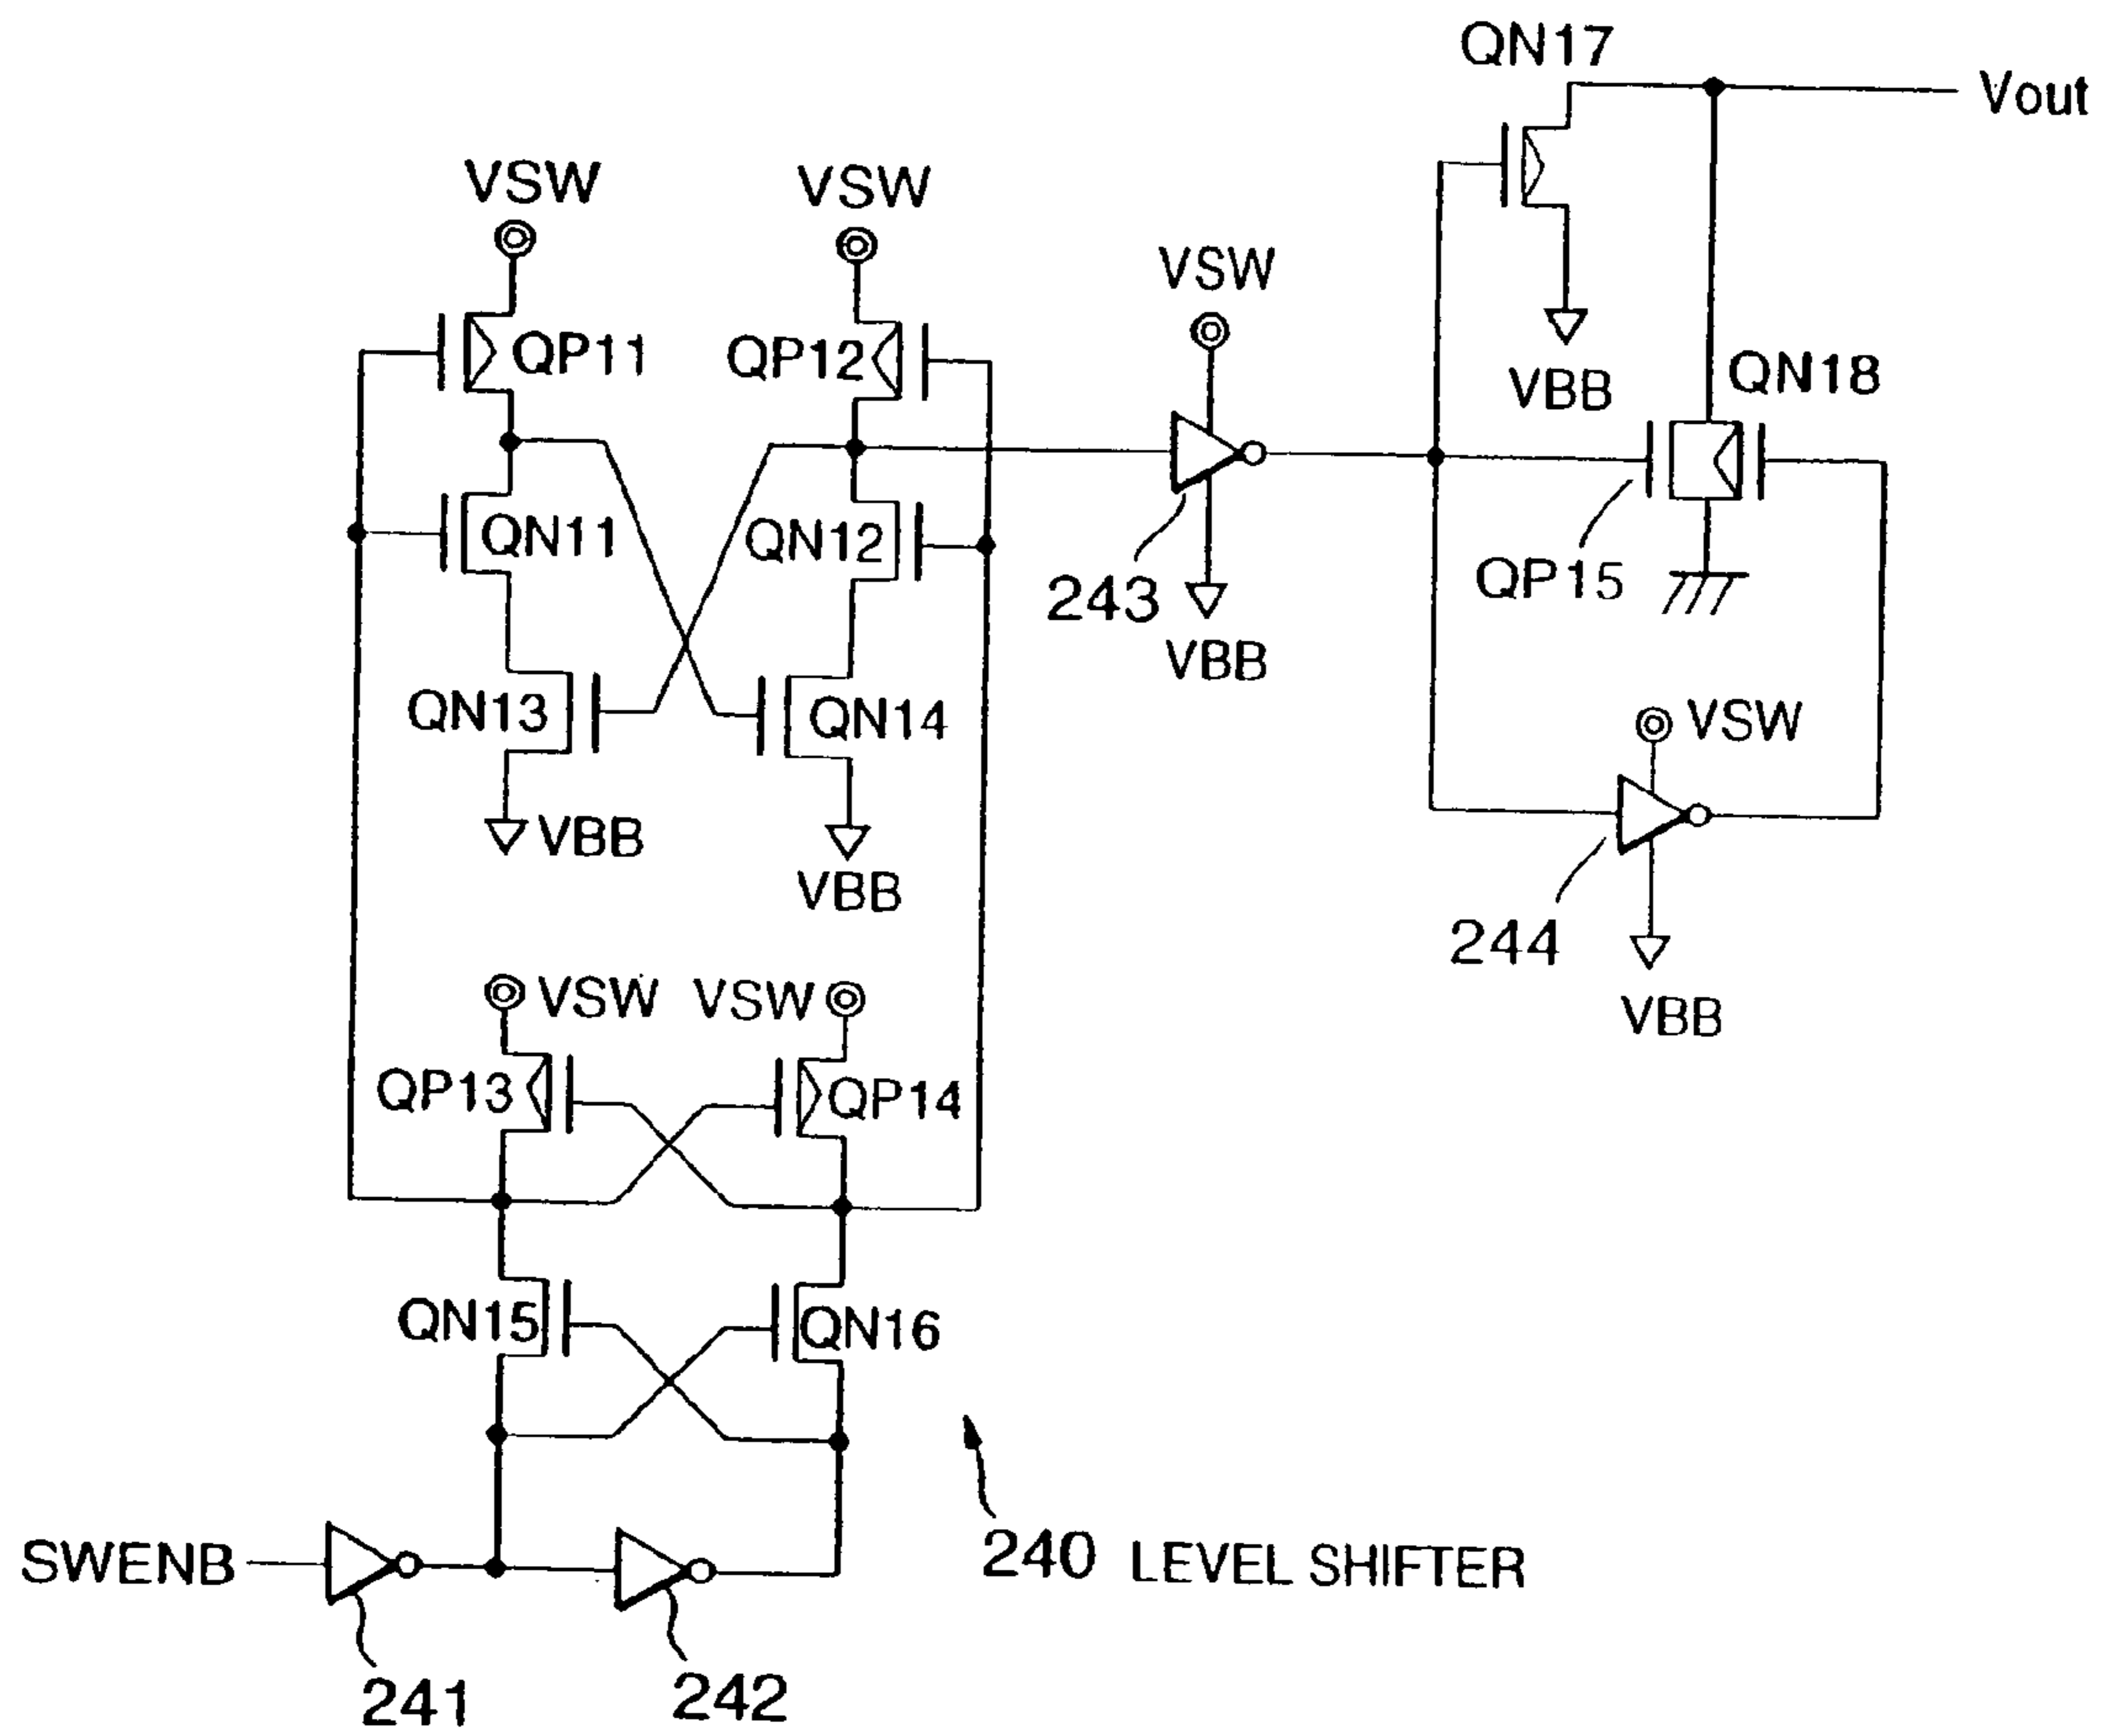 QN17
Vout
VSW
VSW
VSW
QP11
QP12
VBB
QN18
QN11
QN12
243
QP15
VBB
QN13
QN14
VSW
VBB
VBB
244
VBB
VSW
VSW
QP13
QP14
QN15
QN16
SWENB
240 LEVEL SHIFTER
241
242